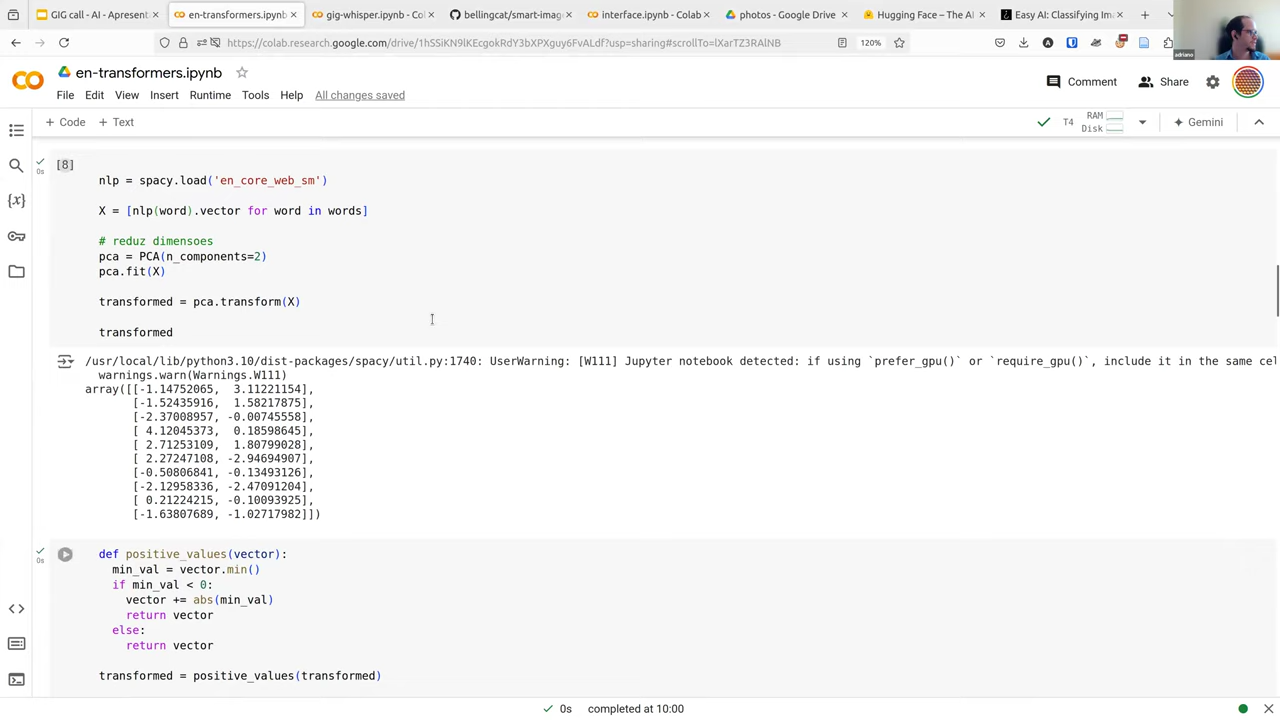 GIG call - AI - Apresent
en-transformers.ipynb
gig-whisper.ipynb - Col
bellingcat/smart-image
interface.ipynb - Colab
photos - Google Drive
Hugging Face – The AI
Easy AI: Classifying Ima
https://colab.research.google.com/drive/1hSSiKN9lKEcgokRdY3bXPXguy6FvALdf?usp=sharing#scrollTo=lXarTZ3RAlNB
120%
adriano
en-transformers.ipynb
File Edit View Insert Runtime Tools Help All changes saved
Comment Share
+ Code + Text
T4 RAM Disk Gemini
[8]
0s
nlp = spacy.load('en_core_web_sm')
X = [nlp(word).vector for word in words]
# reduz dimensoes
pca = PCA(n_components=2)
pca.fit(X)
transformed = pca.transform(X)
transformed
/usr/local/lib/python3.10/dist-packages/spacy/util.py:1740: UserWarning: [W111] Jupyter notebook detected: if using `prefer_gpu()` or `require_gpu()`, include it in the same cel
warnings.warn(Warnings.W111)
array([[-1.14752065, 3.11221154],
[-1.52435916, 1.58217875],
[-2.37008957, -0.00745558],
[ 4.12045373, 0.18598645],
[ 2.71253109, 1.80799028],
[ 2.27247108, -2.94694907],
[-0.50806841, -0.13493126],
[-2.12958336, -2.47091204],
[ 0.21224215, -0.10093925],
[-1.63807689, -1.02717982]])
0s
def positive_values(vector):
min_val = vector.min()
if min_val < 0:
vector += abs(min_val)
return vector
else:
return vector
transformed = positive_values(transformed)
0s completed at 10:00